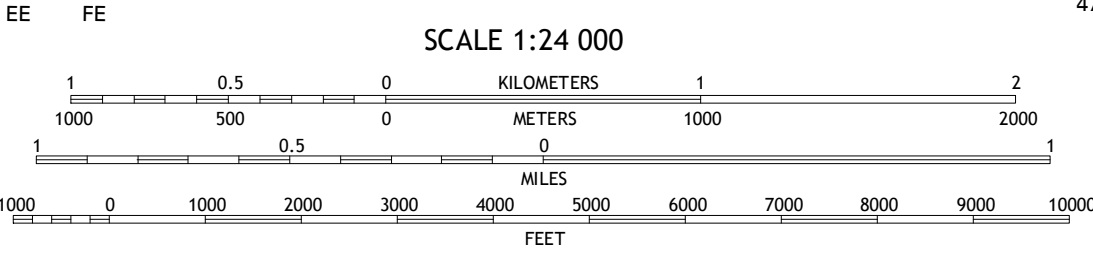 EE FE 47
SCALE 1:24 000
1 0.5 0 KILOMETERS 1 2
1000 500 0 METERS 1000 2000
1 0.5 0 1
MILES
1000 0 1000 2000 3000 4000 5000 6000 7000 8000 9000 10000
FEET